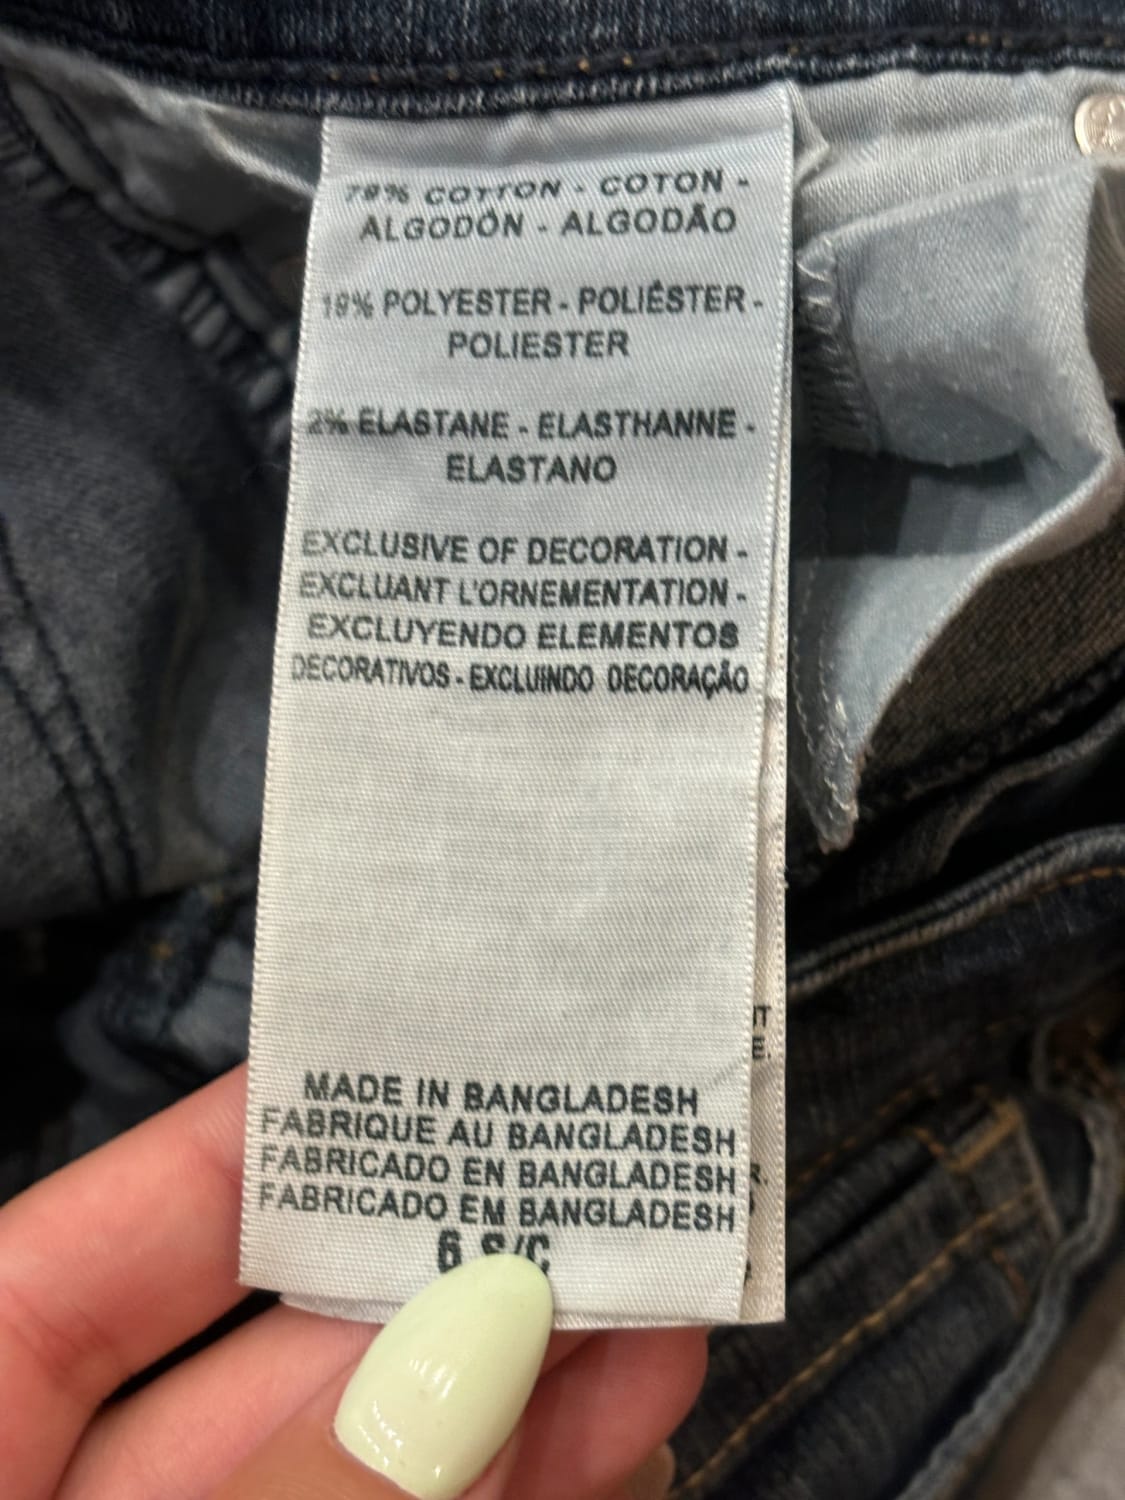 79% COTTON - COTON -
ALGODÓN - ALGODÃO
19% POLYESTER - POLIÉSTER -
POLIESTER
2% ELASTANE - ELASTHANNE -
ELASTANO
EXCLUSIVE OF DECORATION -
EXCLUANT L'ORNEMENTATION -
EXCLUYENDO ELEMENTOS
DECORATIVOS - EXCLUINDO DECORAÇÃO
MADE IN BANGLADESH
FABRIQUE AU BANGLADESH
FABRICADO EN BANGLADESH
FABRICADO EM BANGLADESH
6 S/C